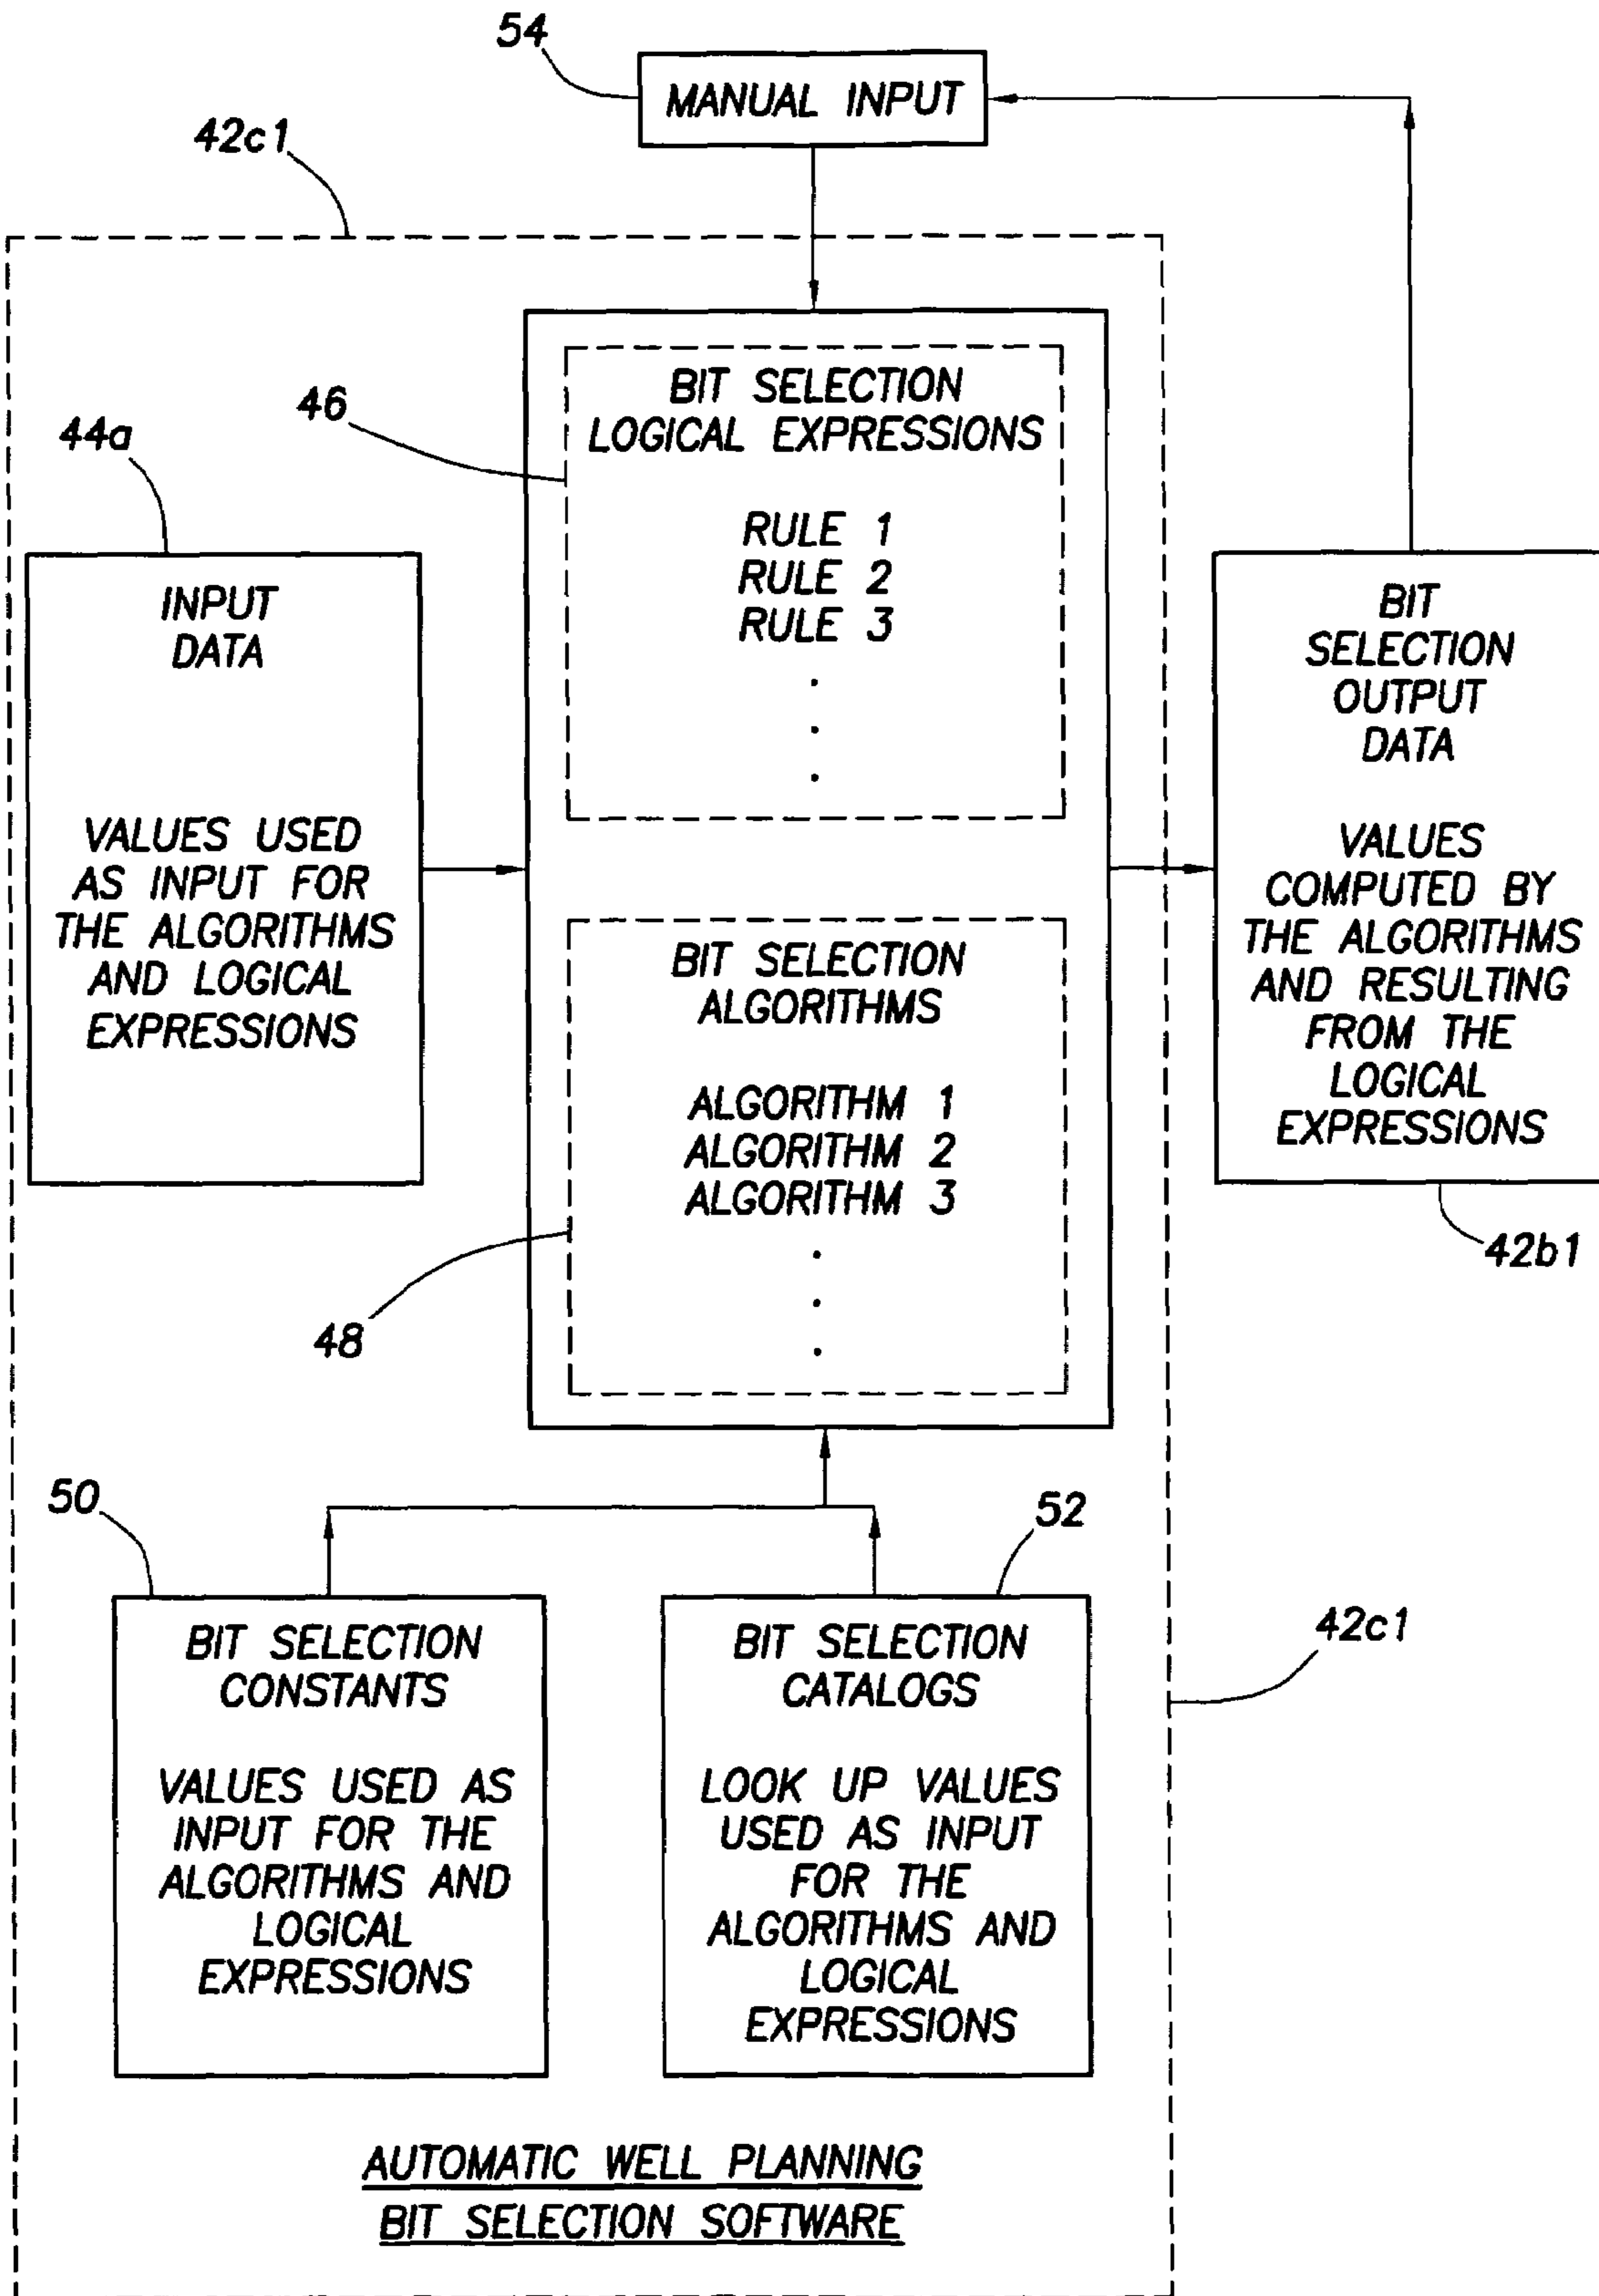 54
MANUAL INPUT
42c1
46
44a
BIT SELECTION
LOGICAL EXPRESSIONS
RULE 1
RULE 2
RULE 3
.
.
.
INPUT
DATA
VALUES USED
AS INPUT FOR
THE ALGORITHMS
AND LOGICAL
EXPRESSIONS
BIT SELECTION
ALGORITHMS
ALGORITHM 1
ALGORITHM 2
ALGORITHM 3
.
.
.
48
BIT
SELECTION
OUTPUT
DATA
VALUES
COMPUTED BY
THE ALGORITHMS
AND RESULTING
FROM THE
LOGICAL
EXPRESSIONS
42b1
50
BIT SELECTION
CONSTANTS
VALUES USED AS
INPUT FOR THE
ALGORITHMS AND
LOGICAL
EXPRESSIONS
52
BIT SELECTION
CATALOGS
LOOK UP VALUES
USED AS INPUT
FOR THE
ALGORITHMS AND
LOGICAL
EXPRESSIONS
42c1
AUTOMATIC WELL PLANNING
BIT SELECTION SOFTWARE